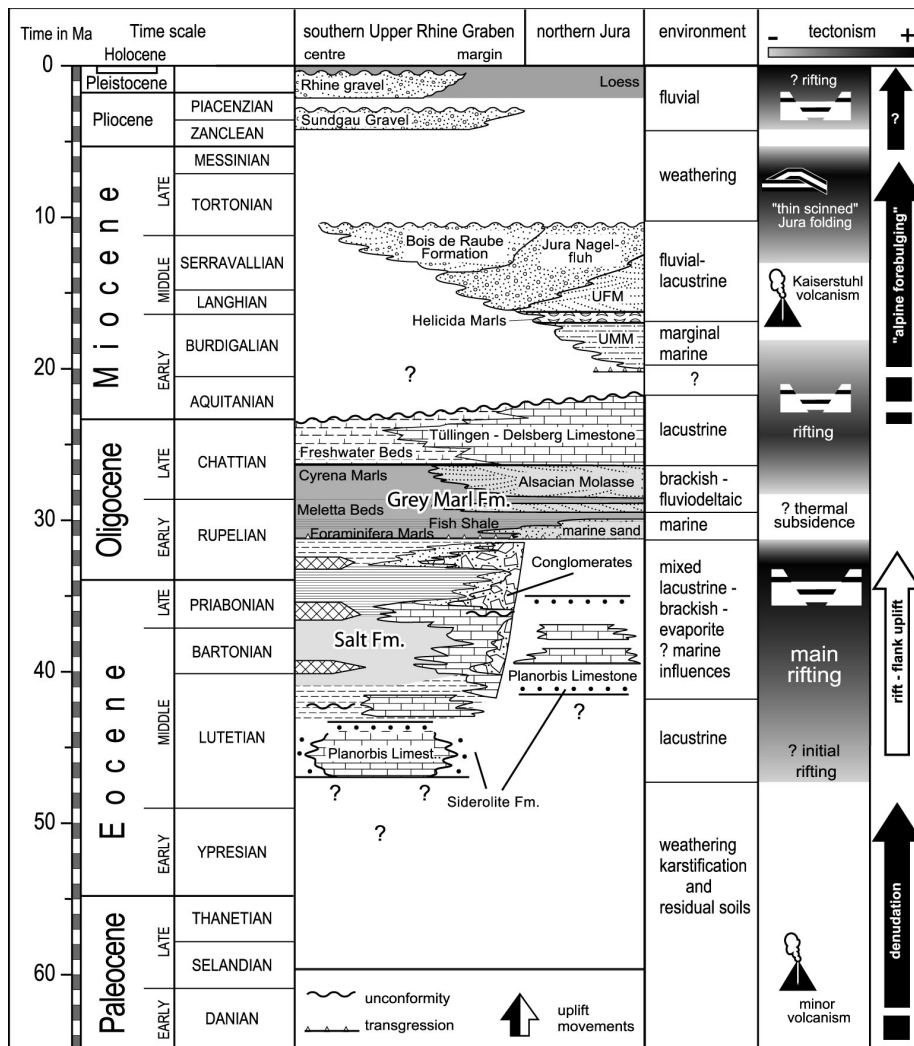 Time in Ma
Time scale
Holocene
southern Upper Rhine Graben
centre
margin
northern Jura
environment
- tectonism +
0
10
20
30
40
50
60
Pleistocene
Pliocene
Miocene
Oligocene
Eocene
Paleocene
LATE
MIDDLE
EARLY
LATE
EARLY
LATE
MIDDLE
EARLY
LATE
EARLY
PIACENZIAN
ZANCLEAN
MESSINIAN
TORTONIAN
SERRAVALLIAN
LANGHIAN
BURDIGALIAN
AQUITANIAN
CHATTIAN
RUPELIAN
PRIABONIAN
BARTONIAN
LUTETIAN
YPRESIAN
THANETIAN
SELANDIAN
DANIAN
Rhine gravel
Loess
Sundgau Gravel
Bois de Raube
Formation
Jura Nagel-
fluh
UFM
Helicida Marls
UMM
?
Tüllingen - Delsberg Limestone
Freshwater Beds
Cyrena Marls
Alsacian Molasse
Grey Marl Fm.
Meletta Beds
Fish Shale
Foraminifera Marls
marine sand
Conglomerates
Salt Fm.
Planorbis Limestone
?
Planorbis Limest.
Siderolite Fm.
? ?
?
unconformity
transgression
uplift
movements
fluvial
weathering
fluvial-
lacustrine
marginal
marine
?
lacustrine
brackish -
fluviodeltaic
marine
mixed
lacustrine -
brackish -
evaporite
? marine
influences
lacustrine
weathering
karstification
and
residual soils
? rifting
"thin scinned"
Jura folding
Kaiserstuhl
volcanism
rifting
? thermal
subsidence
main
rifting
? initial
rifting
minor
volcanism
?
"alpine forebulging"
rift - flank uplift
denudation